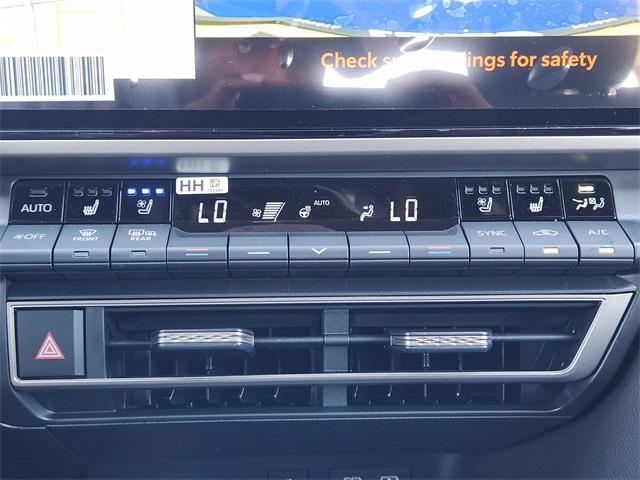 Check
ings for safety
HH
AUTO
LO
AUTO
LO
OFF
FRONT
REAR
SYNC
A/C